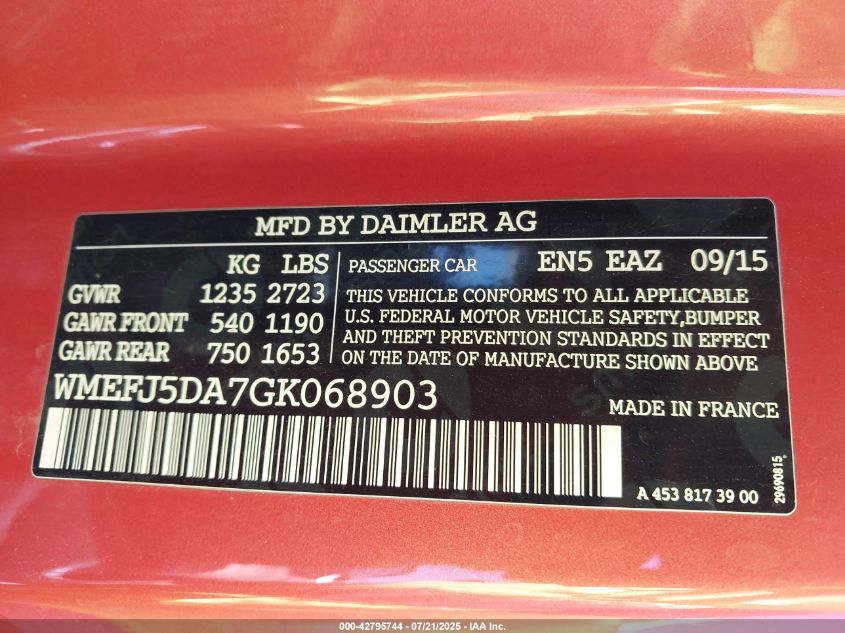 MFD BY DAIMLER AG
KG LBS
GVWR 1235 2723
GAWR FRONT 540 1190
GAWR REAR 750 1653
PASSENGER CAR EN5 EAZ 09/15
THIS VEHICLE CONFORMS TO ALL APPLICABLE
U.S. FEDERAL MOTOR VEHICLE SAFETY,BUMPER
AND THEFT PREVENTION STANDARDS IN EFFECT
ON THE DATE OF MANUFACTURE SHOWN ABOVE
WMEFJ5DA7GK068903
MADE IN FRANCE
A 453 817 39 00
29690815
000-42795744 - 07/21/2025 - IAA Inc.